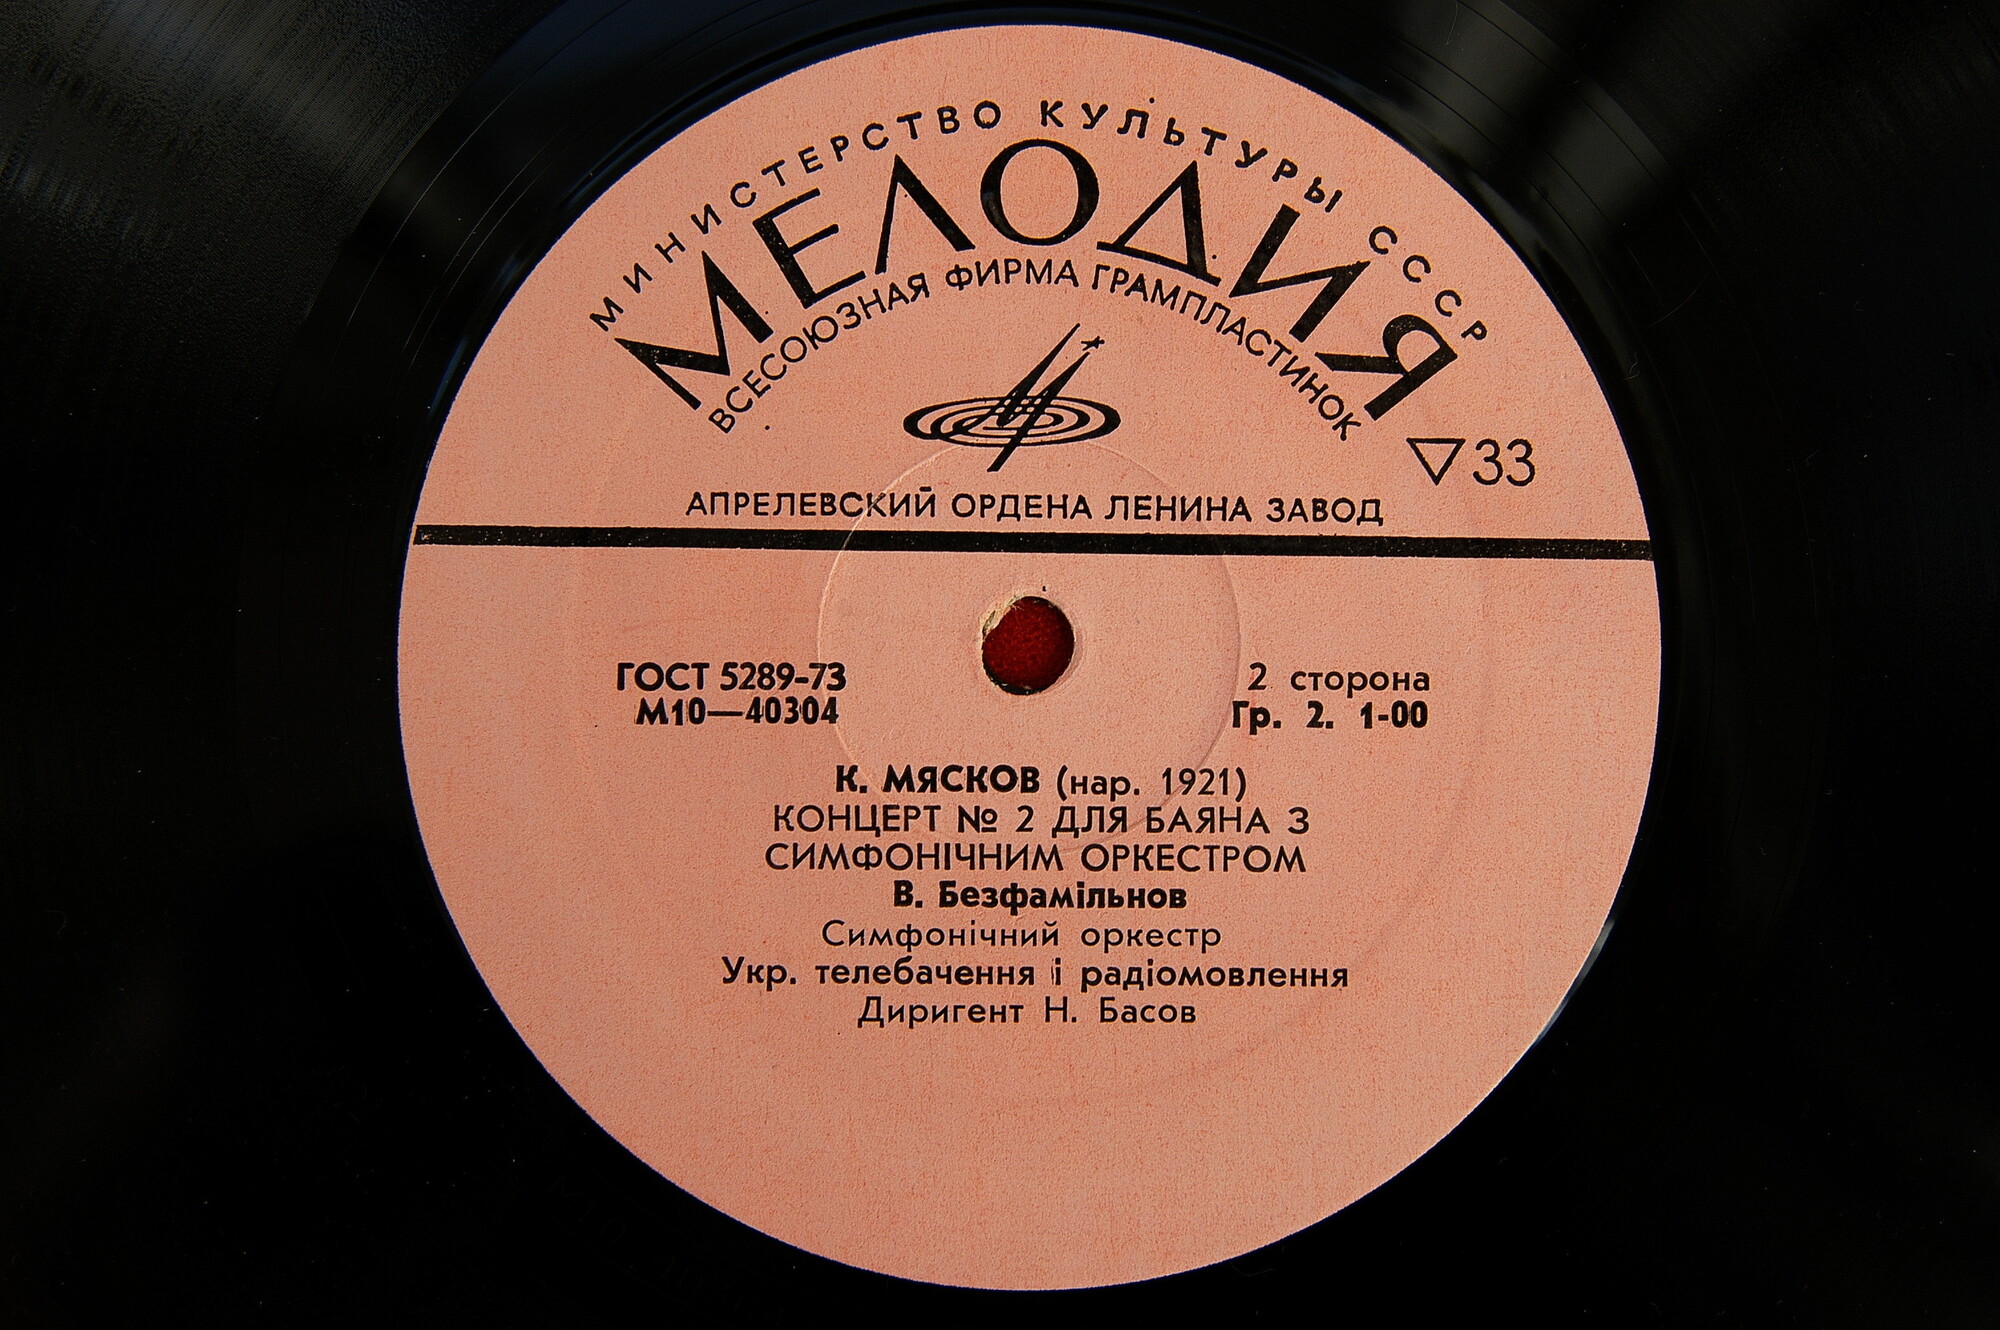 МИНИСТЕРСТВО КУЛЬТУРЫ СССР
МЕЛОДИЯ
ВСЕСОЮЗНАЯ ФИРМА ГРАМПЛАСТИНОК
33
АПРЕЛЕВСКИЙ ОРДЕНА ЛЕНИНА ЗАВОД
ГОСТ 5289-73
М10—40304
2 сторона
Гр. 2. 1-00
К. МЯСКОВ (нар. 1921)
КОНЦЕРТ № 2 ДЛЯ БАЯНА З
СИМФОНІЧНИМ ОРКЕСТРОМ
В. Безфамільнов
Симфонічний оркестр
Укр. телебачення і радіомовлення
Диригент Н. Басов